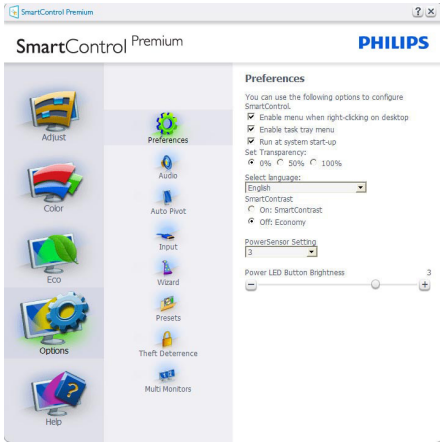 SmartControl Premium
? x
SmartControl Premium
PHILIPS
Adjust
Color
Eco
Options
Help
Preferences
Audio
Auto Pivot
Input
Wizard
Presets
Theft Deterrence
Multi Monitors
Preferences
You can use the following options to configure
SmartControl.
Enable menu when right-clicking on desktop
Enable task tray menu
Run at system start-up
Set Transparency:
0% 50% 100%
Select language:
English
SmartContrast
On: SmartContrast
Off: Economy
PowerSensor Setting
3
Power LED Button Brightness 3